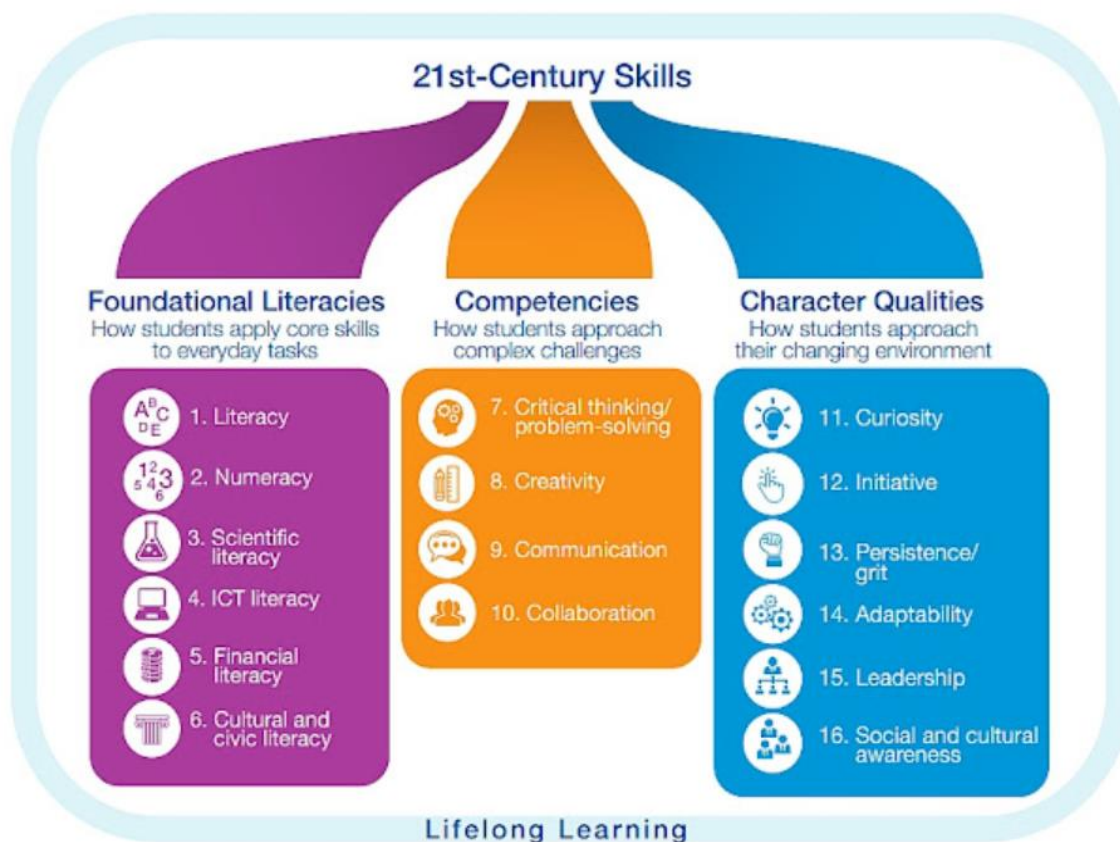 21st-Century Skills
Foundational Literacies
How students apply core skills
to everyday tasks
ABCDE
1. Literacy
123456
2. Numeracy
3. Scientific
literacy
4. ICT literacy
5. Financial
literacy
6. Cultural and
civic literacy
Competencies
How students approach
complex challenges
7. Critical thinking/
problem-solving
8. Creativity
9. Communication
10. Collaboration
Character Qualities
How students approach
their changing environment
11. Curiosity
12. Initiative
13. Persistence/
grit
14. Adaptability
15. Leadership
16. Social and cultural
awareness
Lifelong Learning